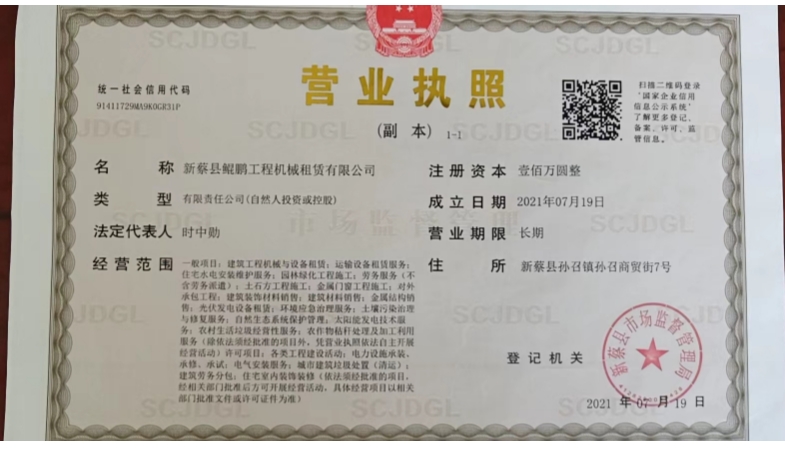 营业执照
(副 本) 1-1
统一社会信用代码
91411729MA9K0GR31P
扫描二维码登录
"国家企业信用
信息公示系统"
了解更多登记、
备案、许可、监
管信息。
名 称 新蔡县鲲鹏工程机械租赁有限公司
类 型 有限责任公司(自然人投资或控股)
法定代表人 时中勋
经营范围 一般项目:建筑工程机械与设备租赁;运输设备租赁服务;
住宅水电安装维护服务;园林绿化工程施工;劳务服务(不
含劳务派遣);土石方工程施工;金属门窗工程施工;对外
承包工程;建筑装饰材料销售;建筑材料销售;金属结构销
售;光伏发电设备租赁;环境应急治理服务;土壤污染治理
与修复服务;自然生态系统保护管理;太阳能发电技术服
务;农村生活垃圾经营性服务;农作物秸秆处理及加工利用
服务(除依法须经批准的项目外,凭营业执照依法自主开展
经营活动)许可项目:各类工程建设活动;电力设施承装、
承修、承试;电气安装服务;城市建筑垃圾处置(清运);
建筑劳务分包;住宅室内装饰装修(依法须经批准的项目,
经相关部门批准后方可开展经营活动,具体经营项目以相关
部门批准文件或许可证件为准)
注册资本 壹佰万圆整
成立日期 2021年07月19日
营业期限 长期
住 所 新蔡县孙召镇孙召商贸街7号
登记机关
新蔡县市场监督管理局
2021 年 07 月 19 日
SCJDGL
SCJDGL
SCJDGL
JDGL
SCJDGL
SCJD
市场监督管理
JDGL
SCJDGL
SCJD
SCJDGL
SCJDGL
SCJDGL